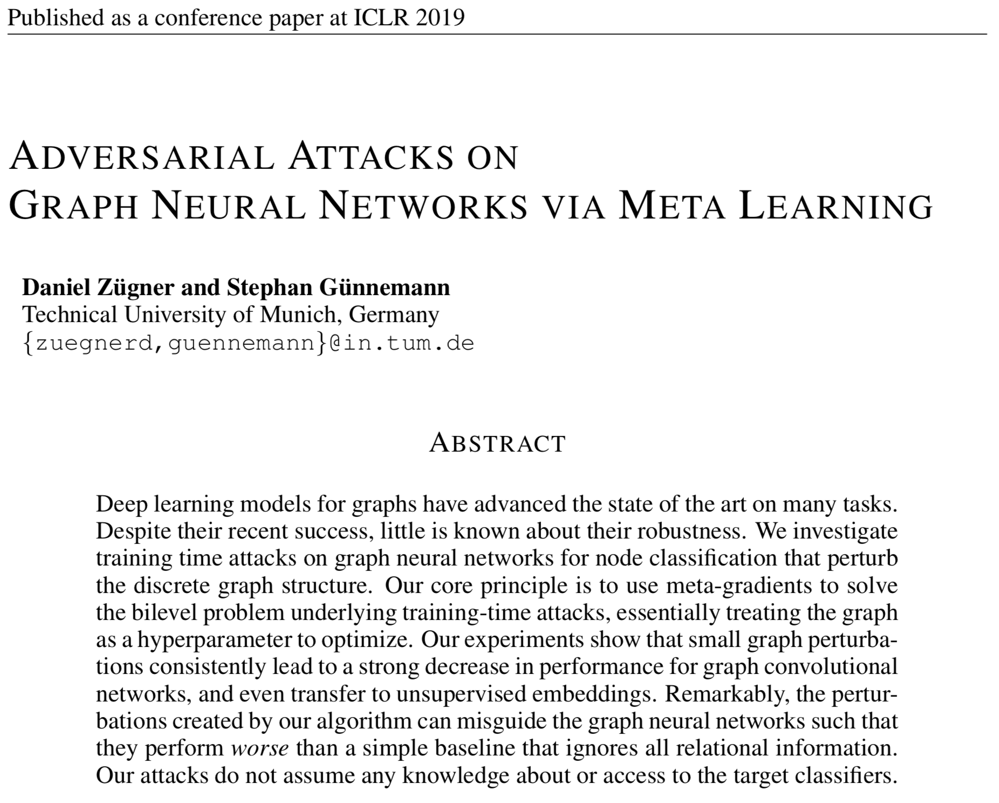 Published as a conference paper at ICLR 2019
ADVERSARIAL ATTACKS ON
GRAPH NEURAL NETWORKS VIA META LEARNING
Daniel Zügner and Stephan Günnemann
Technical University of Munich, Germany
{zuegnerd,guennemann}@in.tum.de
ABSTRACT
Deep learning models for graphs have advanced the state of the art on many tasks.
Despite their recent success, little is known about their robustness. We investigate
training time attacks on graph neural networks for node classification that perturb
the discrete graph structure. Our core principle is to use meta-gradients to solve
the bilevel problem underlying training-time attacks, essentially treating the graph
as a hyperparameter to optimize. Our experiments show that small graph perturba-
tions consistently lead to a strong decrease in performance for graph convolutional
networks, and even transfer to unsupervised embeddings. Remarkably, the pertur-
bations created by our algorithm can misguide the graph neural networks such that
they perform worse than a simple baseline that ignores all relational information.
Our attacks do not assume any knowledge about or access to the target classifiers.